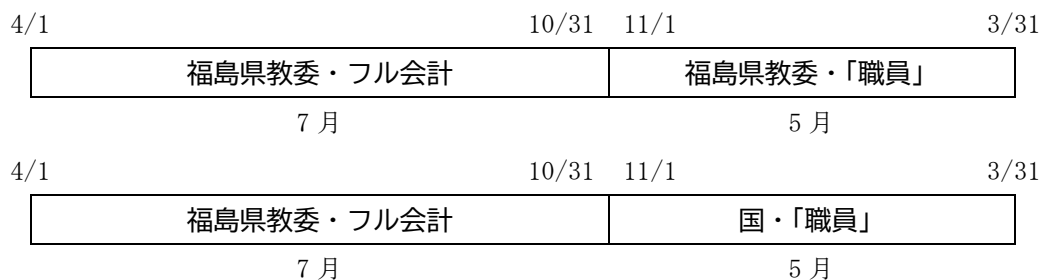 4/1 10/31 11/1 3/31
福島県教委・フル会計 福島県教委・「職員」
7月 5月
4/1 10/31 11/1 3/31
福島県教委・フル会計 国・「職員」
7月 5月